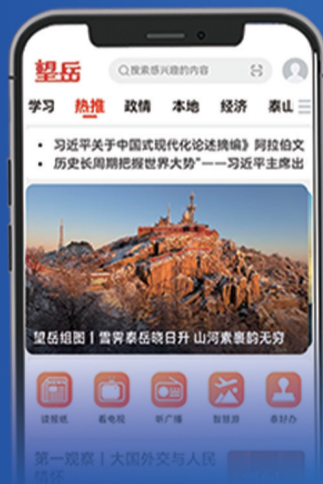 望岳
搜索感兴趣的内容
学习 热推 政情 本地 经济 泰山
习近平关于中国式现代化论述摘编》阿拉伯文
历史长周期把握世界大势"——习近平主席出
望岳组图丨雪霁泰岳晓日升 山河素裹韵无穷
读报纸 看电视 听广播 智慧游 泰好办
第一观察丨大国外交与人民
情怀